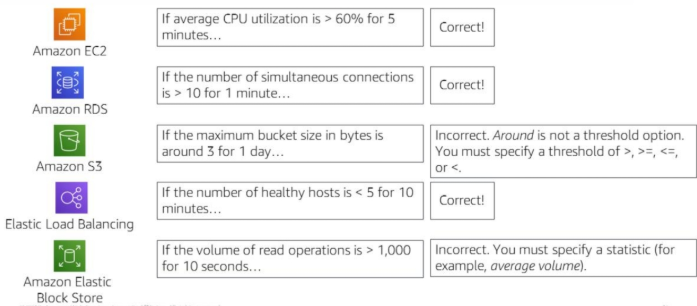 If average CPU utilization is > 60% for 5
minutes...
Correct!
Amazon EC2
If the number of simultaneous connections
is > 10 for 1 minute...
Correct!
Amazon RDS
If the maximum bucket size in bytes is
around 3 for 1 day...
Incorrect. Around is not a threshold option.
You must specify a threshold of >, >=, <=,
or <.
Amazon S3
If the number of healthy hosts is < 5 for 10
minutes...
Correct!
Elastic Load Balancing
If the volume of read operations is > 1,000
for 10 seconds...
Incorrect. You must specify a statistic (for
example, average volume).
Amazon Elastic
Block Store